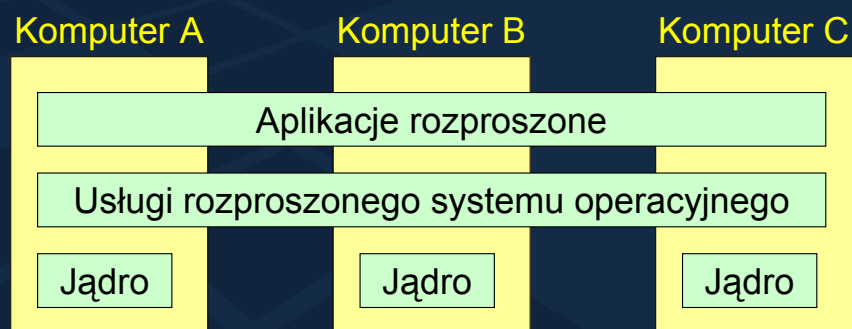 Komputer A
Komputer B
Komputer C
Aplikacje rozproszone
Usługi rozproszonego systemu operacyjnego
Jądro
Jądro
Jądro